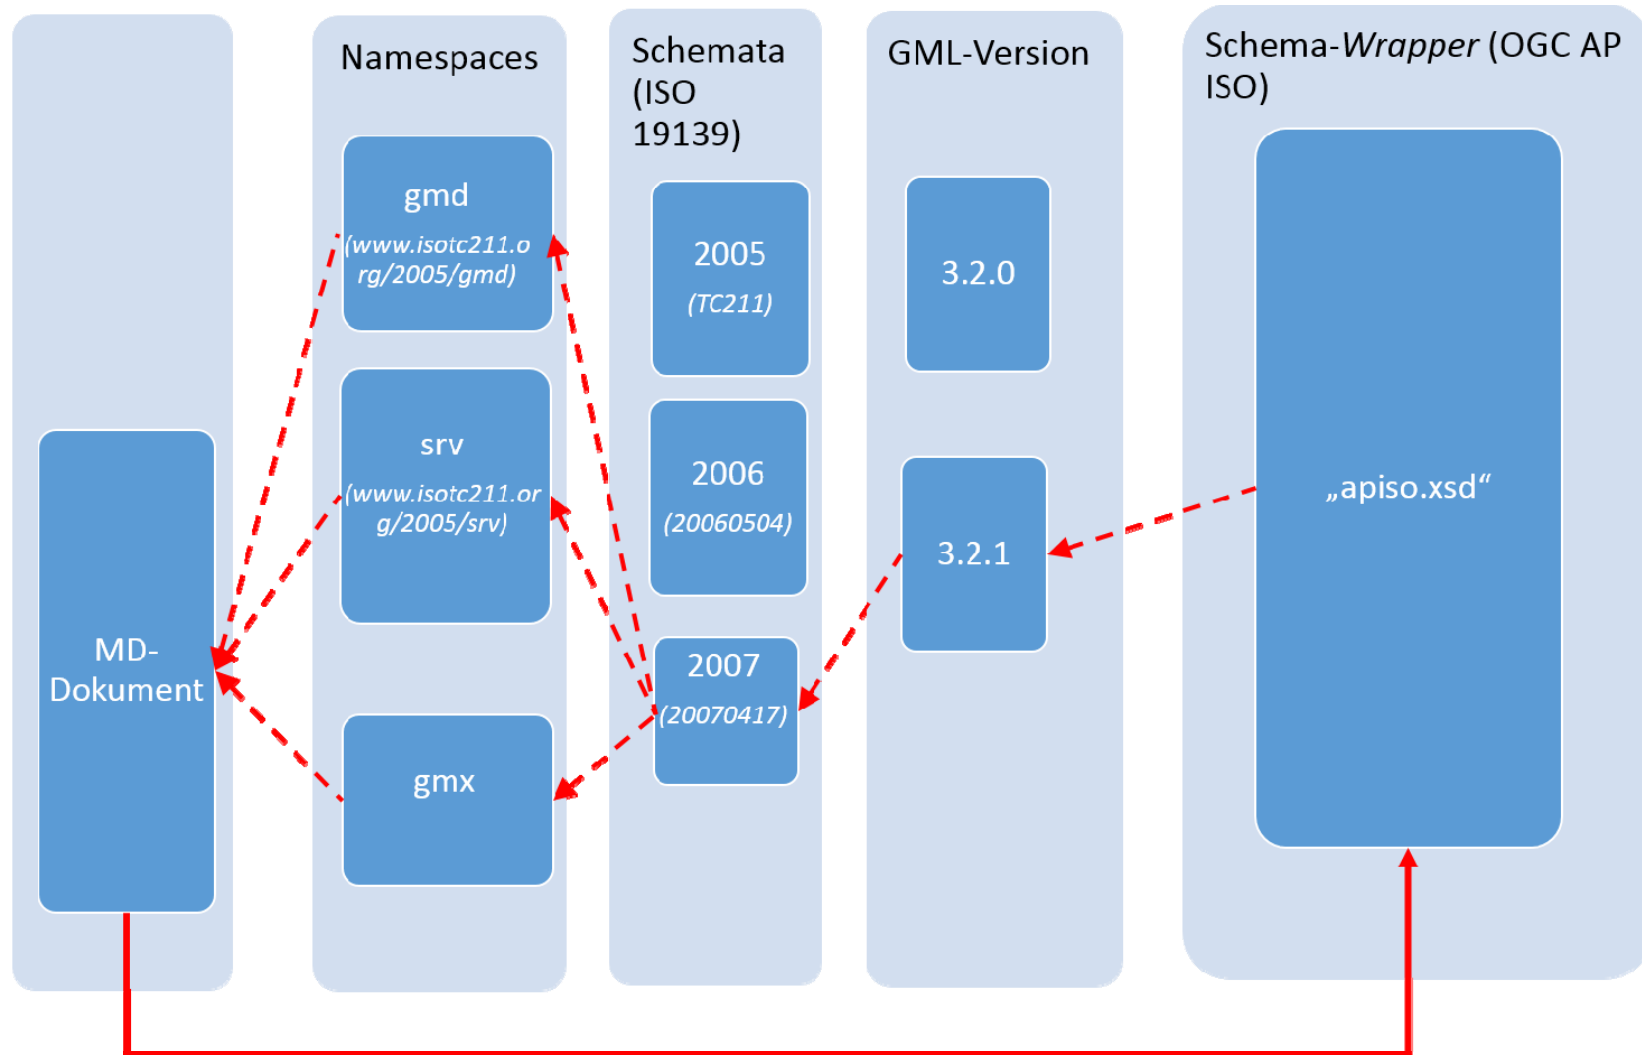 Namespaces
gmd
(www.isotc211.o
rg/2005/gmd)
srv
(www.isotc211.or
g/2005/srv)
gmx
MD-
Dokument
Schemata
(ISO
19139)
2005
(TC211)
2006
(20060504)
2007
(20070417)
GML-Version
3.2.0
3.2.1
Schema-Wrapper (OGC AP
ISO)
„apiso.xsd“